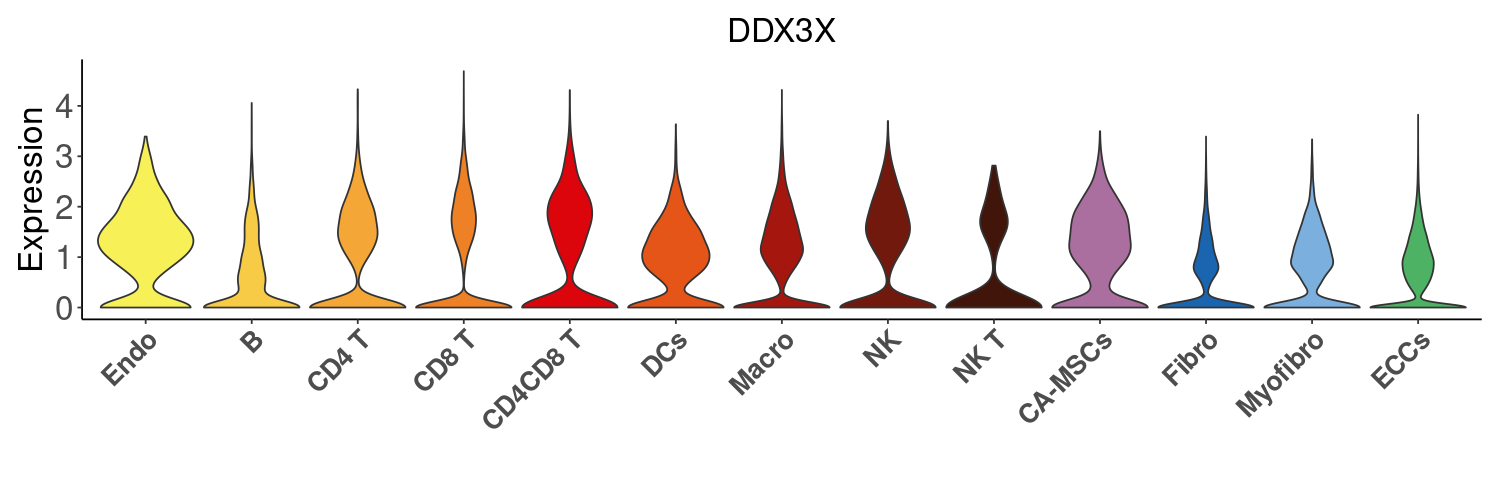 DDX3X
Expression
4
3
2
1
0
Endo
B
CD4 T
CD8 T
CD4CD8 T
DCs
Macro
NK
NK T
CA-MSCs
Fibro
Myofibro
ECCs